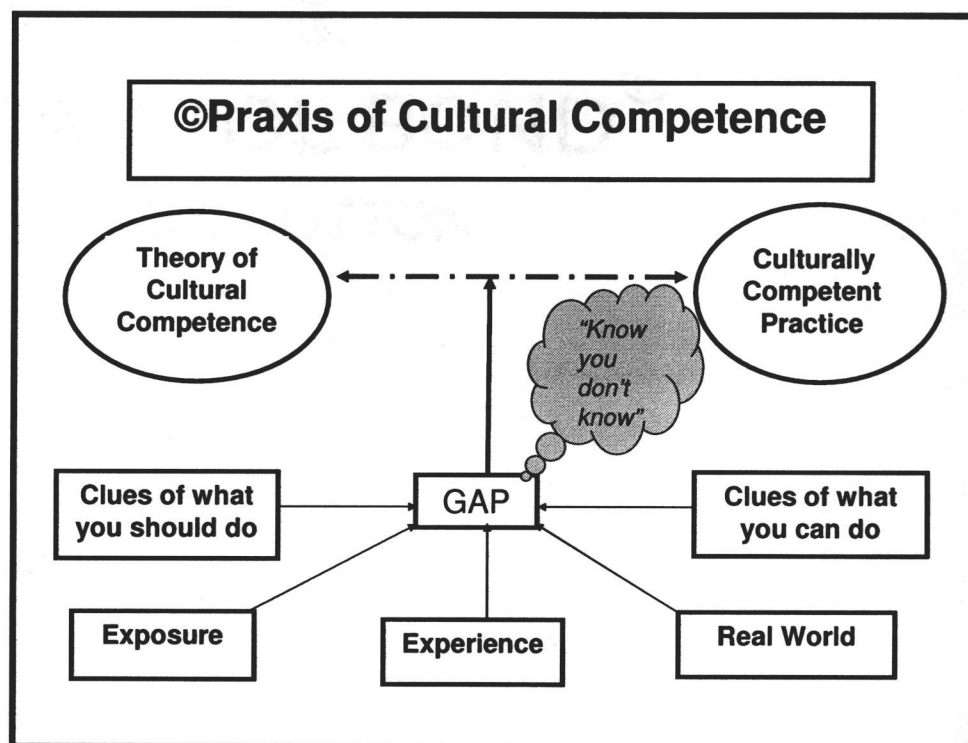 ©Praxis of Cultural Competence
Theory of
Cultural
Competence
Culturally
Competent
Practice
"Know
you
don't
know"
Clues of what
you should do
GAP
Clues of what
you can do
Exposure
Experience
Real World